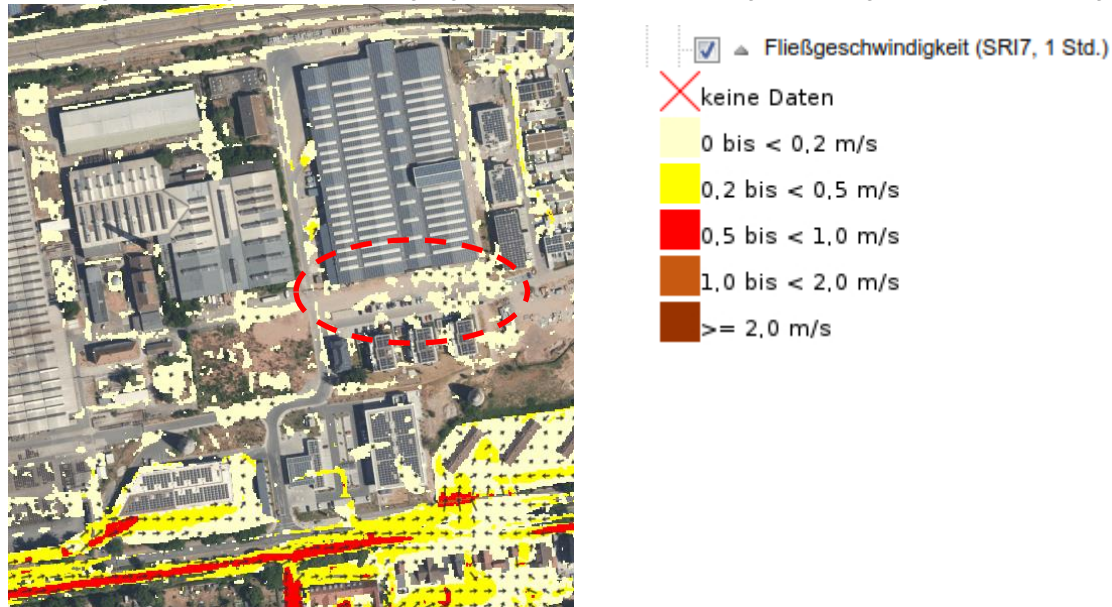 Fließgeschwindigkeit (SRI7, 1 Std.)
keine Daten
0 bis < 0,2 m/s
0,2 bis < 0,5 m/s
0,5 bis < 1,0 m/s
1,0 bis < 2,0 m/s
>= 2,0 m/s